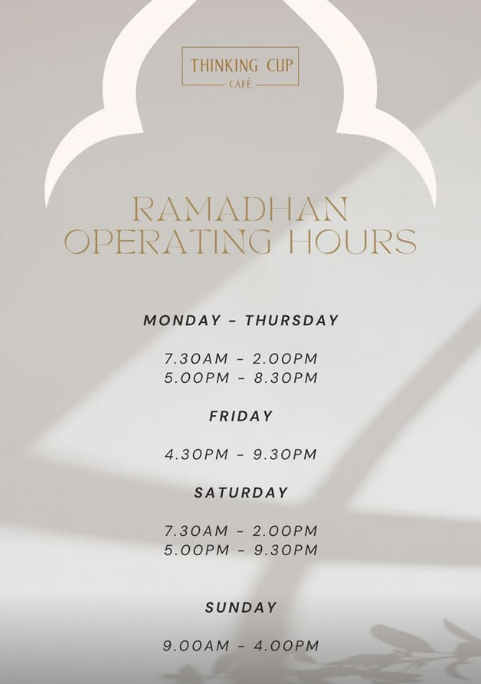 THINKING CUP
CAFÉ
RAMADHAN
OPERATING HOURS
MONDAY – THURSDAY
7.30AM – 2.00PM
5.00PM – 8.30PM
FRIDAY
4.30PM – 9.30PM
SATURDAY
7.30AM – 2.00PM
5.00PM – 9.30PM
SUNDAY
9.00AM – 4.00PM